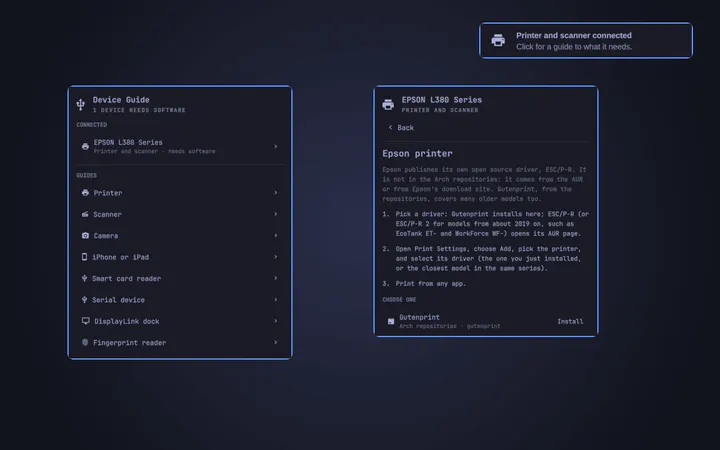 Printer and scanner connected
Click for a guide to what it needs.
Device Guide
1 DEVICE NEEDS SOFTWARE
CONNECTED
EPSON L380 Series
Printer and scanner · needs software
GUIDES
Printer
Scanner
Camera
iPhone or iPad
Smart card reader
Serial device
DisplayLink dock
Fingerprint reader
EPSON L380 Series
PRINTER AND SCANNER
Back
Epson printer
Epson publishes its own open source driver, ESC/P-R. It
is not in the Arch repositories: it comes from the AUR
or from Epson's download site. Gutenprint, from the
repositories, covers many older models too.
1. Pick a driver: Gutenprint installs here; ESC/P-R (or
ESC/P-R 2 for models from about 2019 on, such as
EcoTank ET- and WorkForce WF-) opens its AUR page.
2. Open Print Settings, choose Add, pick the printer,
and select its driver (the one you just installed,
or the closest model in the same series).
3. Print from any app.
CHOOSE ONE
Gutenprint
Arch repositories · gutenprint
Install